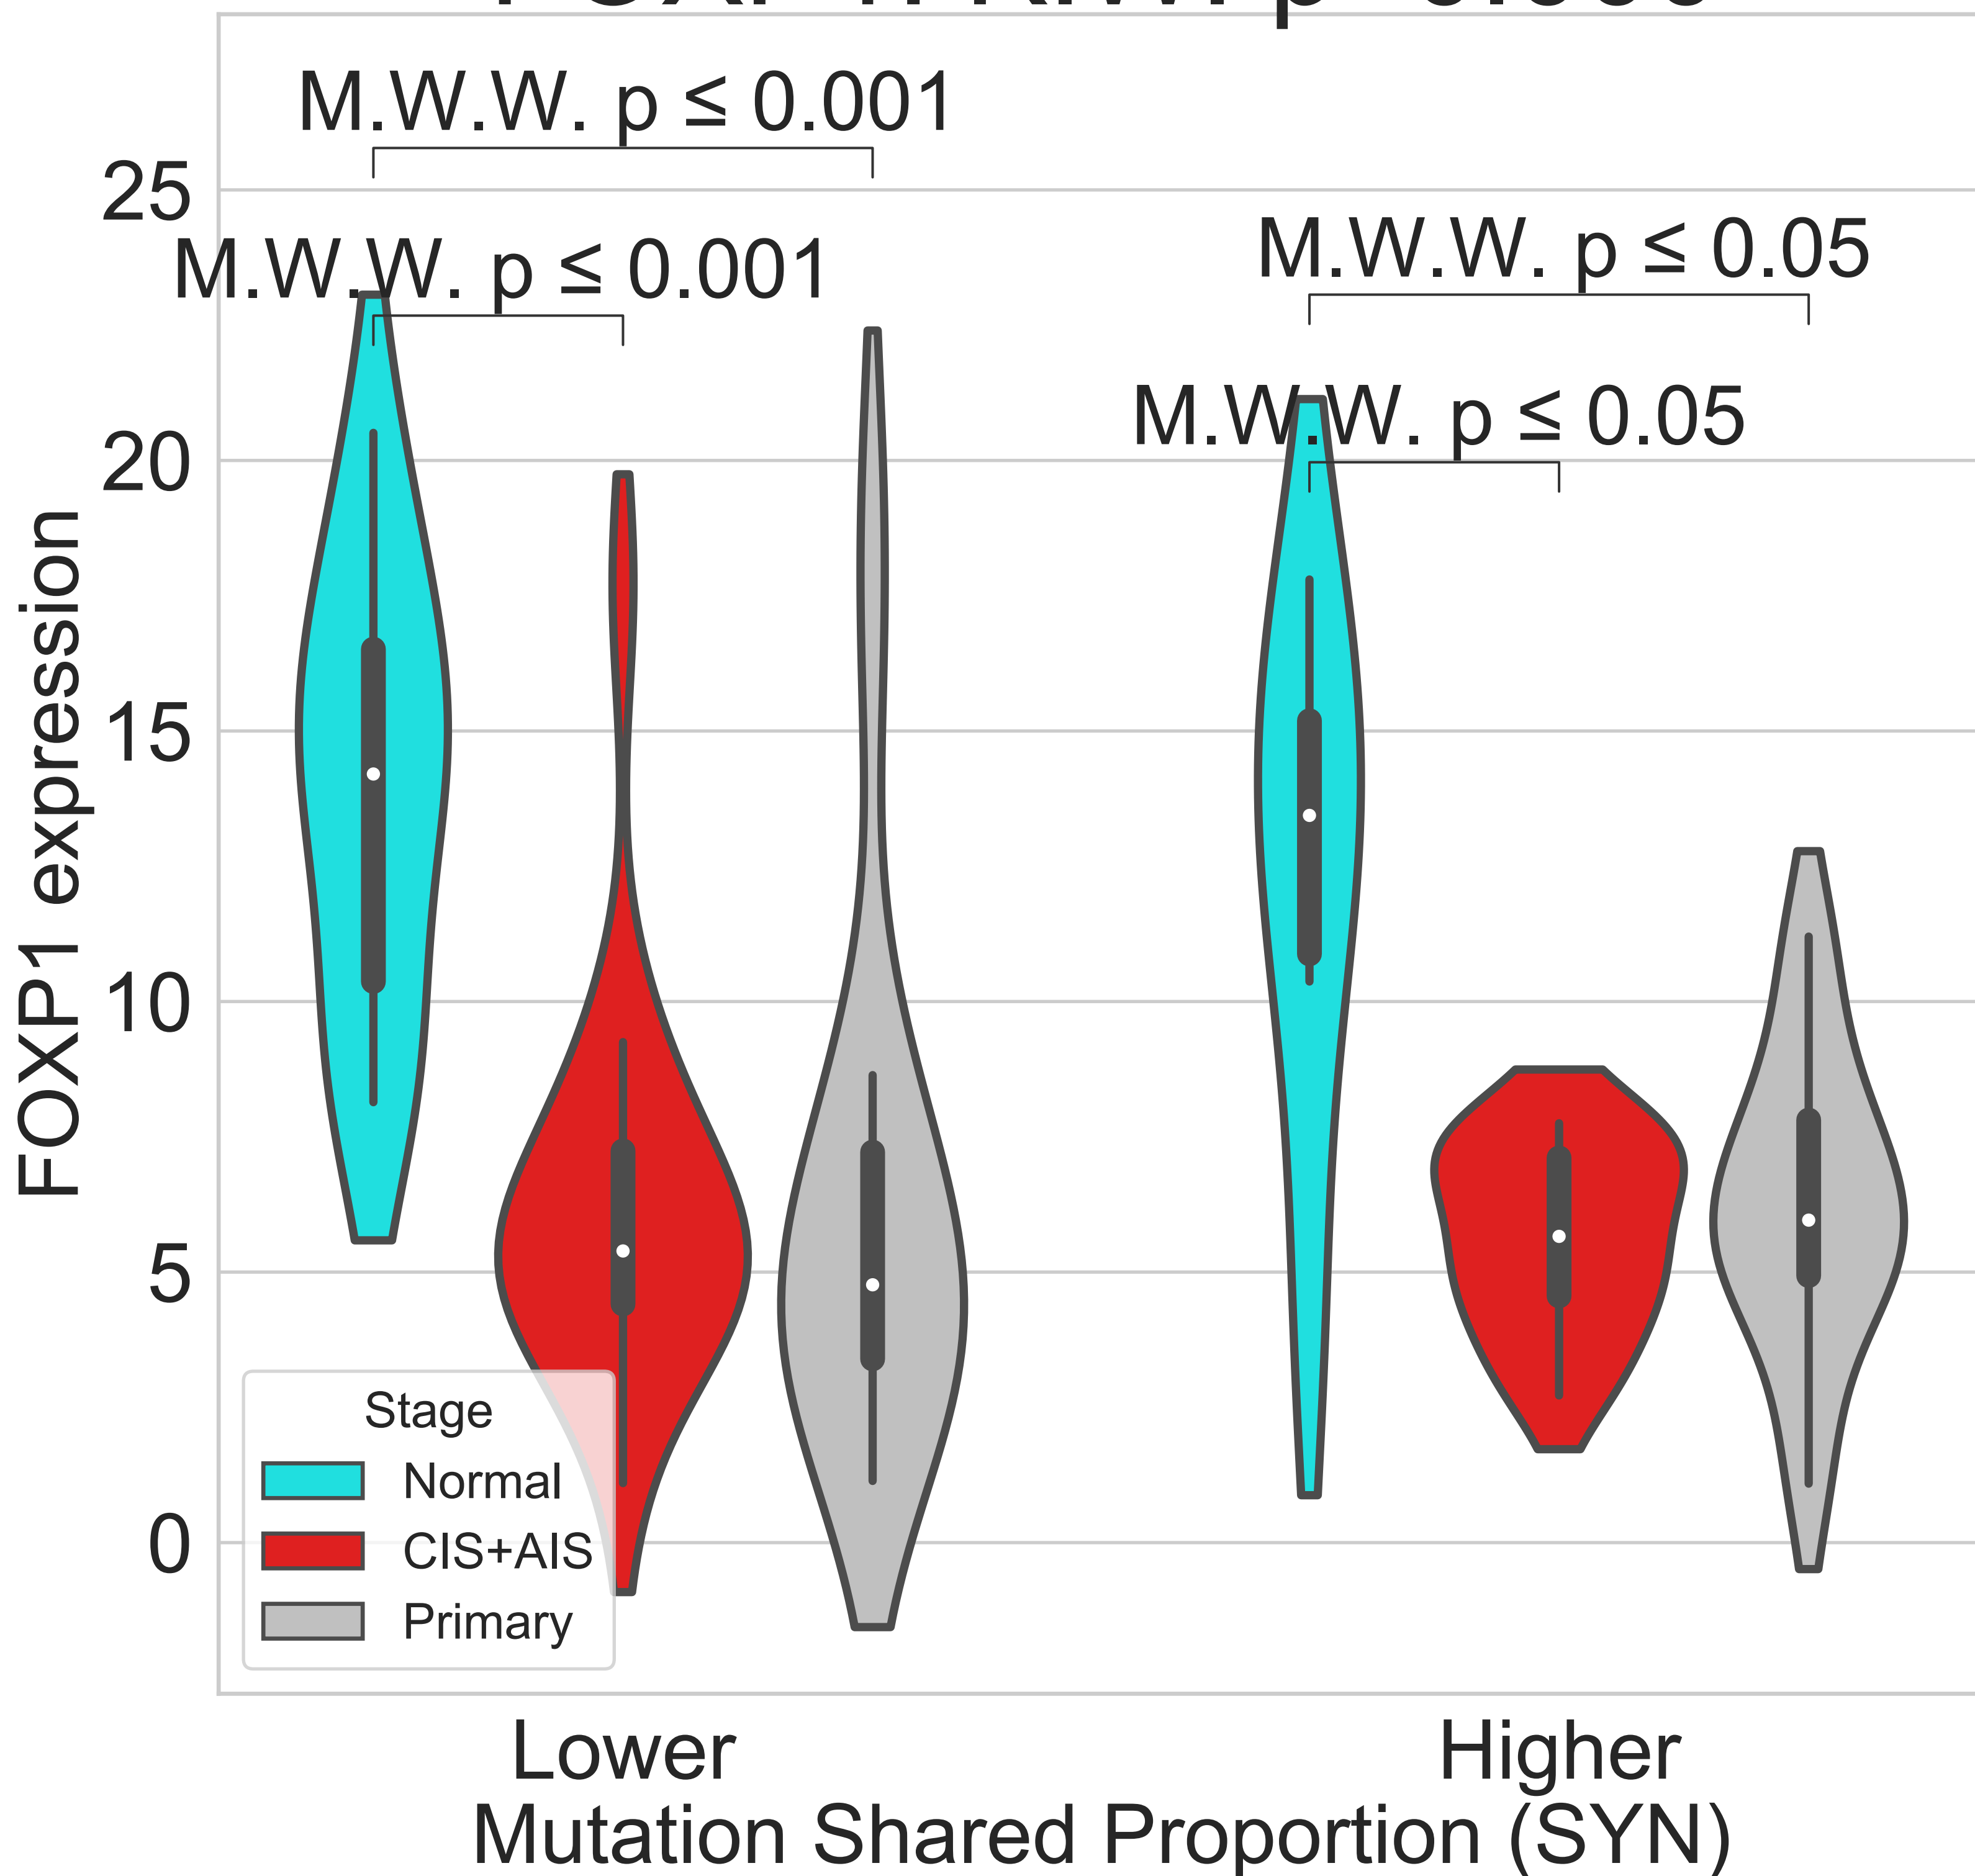 M.W.W. p ≤ 0.001
25
M.W.W. p ≤ 0.001
M.W.W. p ≤ 0.05
M.W.W. p ≤ 0.05
20
15
10
5
0
FOXP1 expression
Stage
Normal
CIS+AIS
Primary
Lower
Higher
Mutation Shared Proportion (SYN)